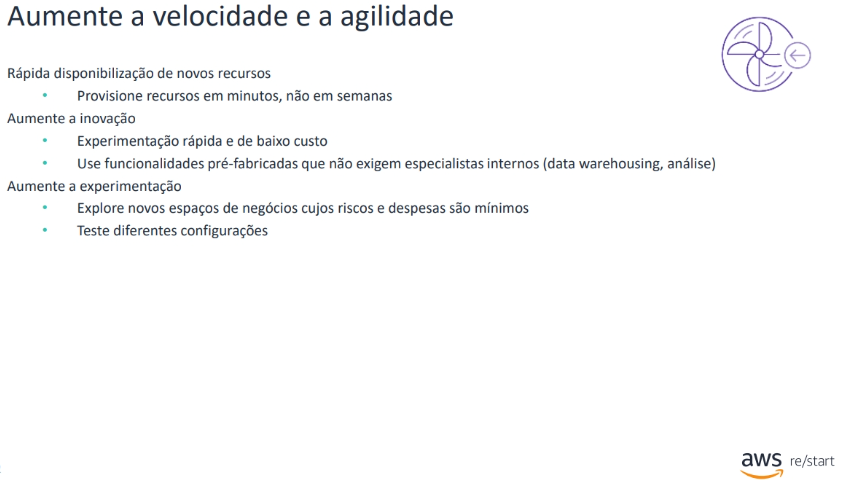 Aumente a velocidade e a agilidade
Rápida disponibilização de novos recursos
• Provisione recursos em minutos, não em semanas
Aumente a inovação
• Experimentação rápida e de baixo custo
• Use funcionalidades pré-fabricadas que não exigem especialistas internos (data warehousing, análise)
Aumente a experimentação
• Explore novos espaços de negócios cujos riscos e despesas são mínimos
• Teste diferentes configurações
aws re/start